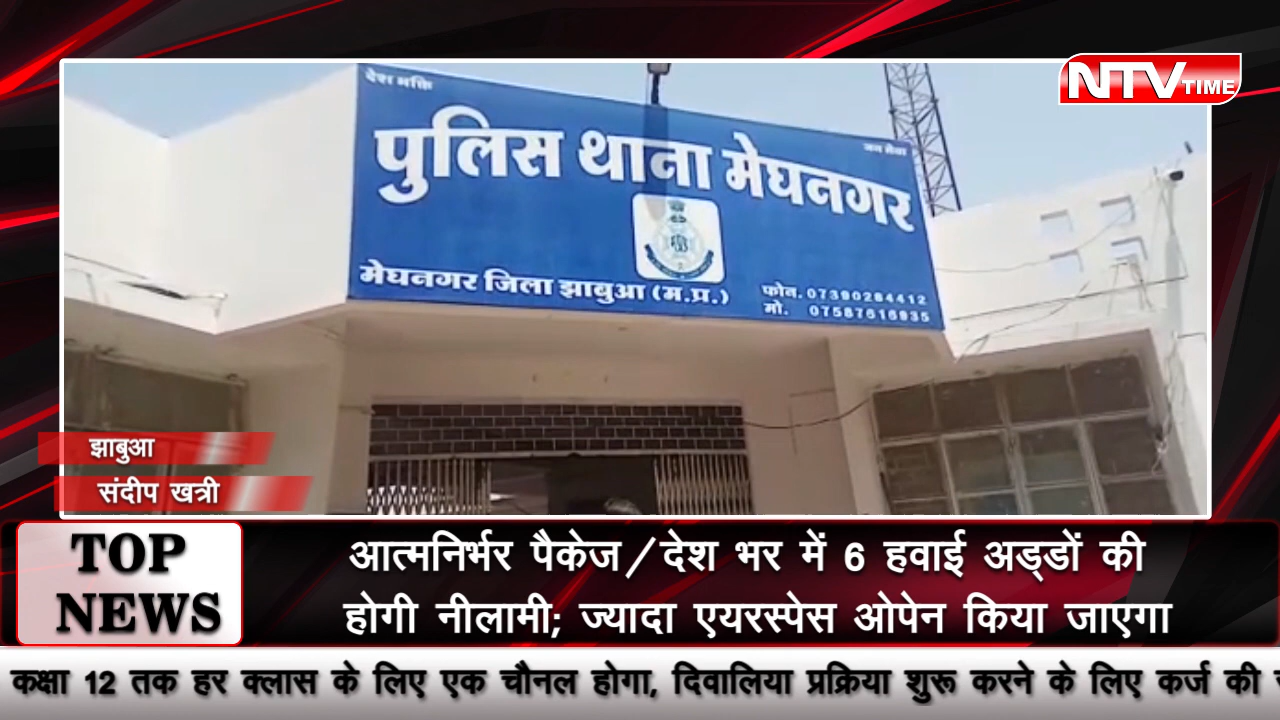 NTV TIME
देश भक्ति
जन सेवा
पुलिस थाना मेघनगर
मेघनगर जिला झाबुआ (म.प्र.)
फोन. 07390284412
मो. 07587616935
झाबुआ
संदीप खत्री
TOP
NEWS
आत्मनिर्भर पैकेज/देश भर में 6 हवाई अड्डों की
होगी नीलामी; ज्यादा एयरस्पेस ओपेन किया जाएगा
कक्षा 12 तक हर क्लास के लिए एक चौनल होगा, दिवालिया प्रक्रिया शुरू करने के लिए कर्ज की